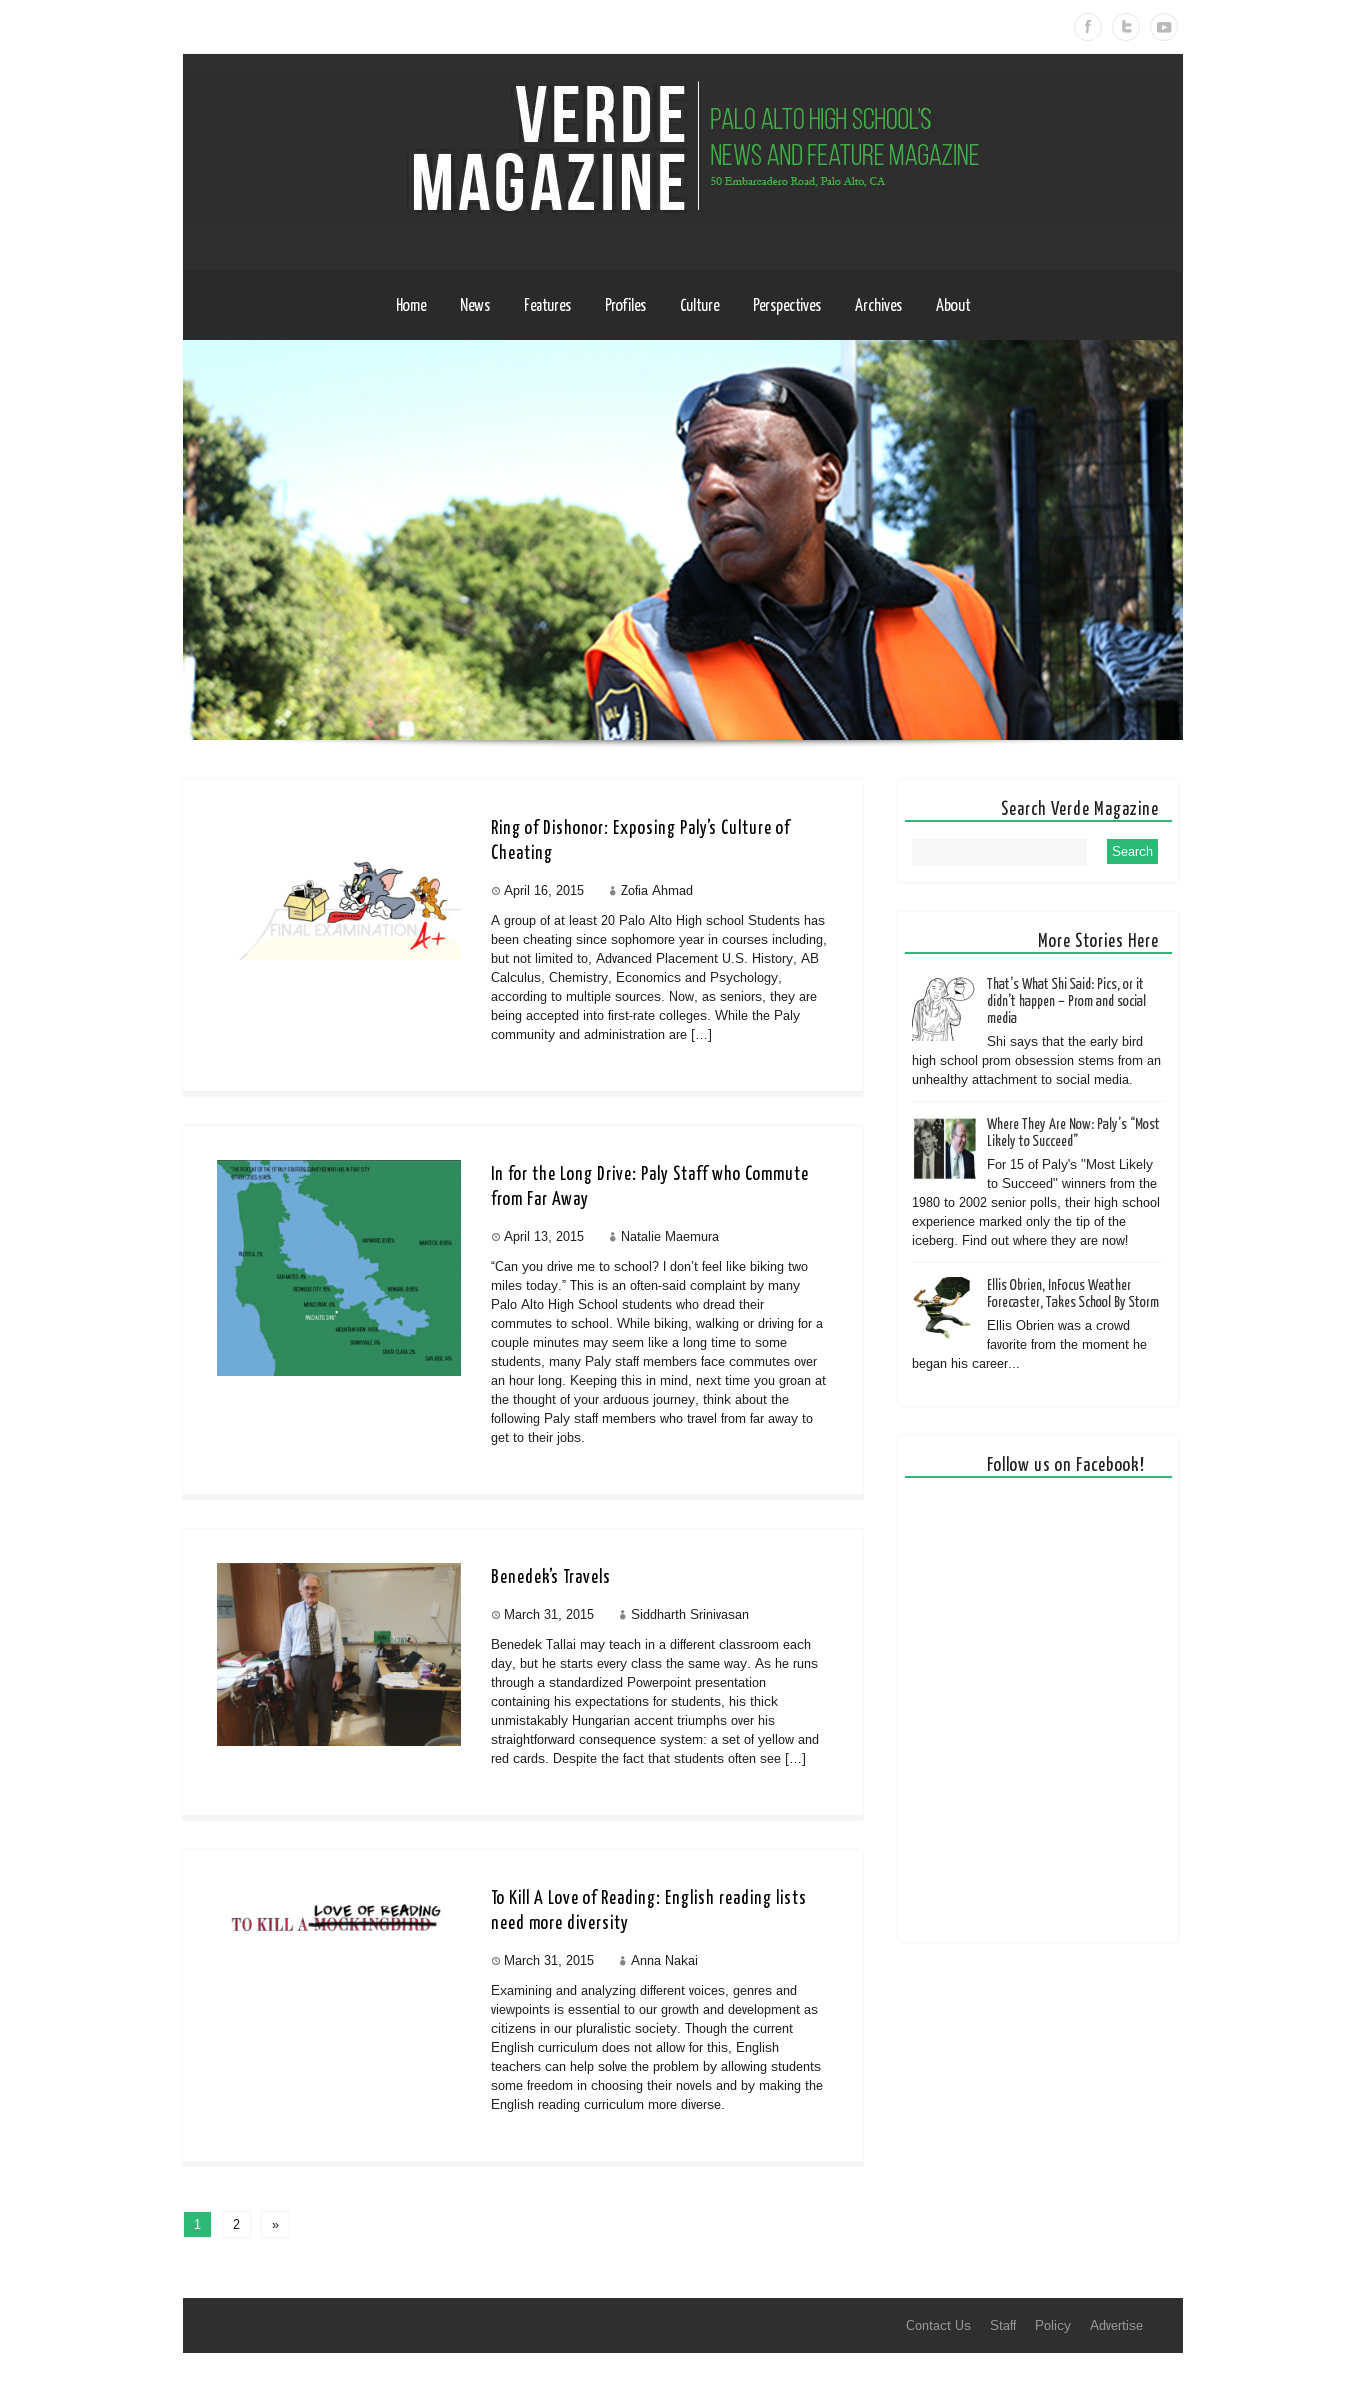 VERDE
MAGAZINE
PALO ALTO HIGH SCHOOL'S
NEWS AND FEATURE MAGAZINE
50 Embarcadero Road, Palo Alto, CA
Home News Features Profiles Culture Perspectives Archives About
Ring of Dishonor: Exposing Paly’s Culture of
Cheating
April 16, 2015 Zofia Ahmad
A group of at least 20 Palo Alto High school Students has
been cheating since sophomore year in courses including,
but not limited to, Advanced Placement U.S. History, AB
Calculus, Chemistry, Economics and Psychology,
according to multiple sources. Now, as seniors, they are
being accepted into first-rate colleges. While the Paly
community and administration are […]
FINAL EXAMINATION A+
In for the Long Drive: Paly Staff who Commute
from Far Away
April 13, 2015 Natalie Maemura
“Can you drive me to school? I don’t feel like biking two
miles today.” This is an often-said complaint by many
Palo Alto High School students who dread their
commutes to school. While biking, walking or driving for a
couple minutes may seem like a long time to some
students, many Paly staff members face commutes over
an hour long. Keeping this in mind, next time you groan at
the thought of your arduous journey, think about the
following Paly staff members who travel from far away to
get to their jobs.
Benedek’s Travels
March 31, 2015 Siddharth Srinivasan
Benedek Tallai may teach in a different classroom each
day, but he starts every class the same way. As he runs
through a standardized Powerpoint presentation
containing his expectations for students, his thick
unmistakably Hungarian accent triumphs over his
straightforward consequence system: a set of yellow and
red cards. Despite the fact that students often see […]
LOVE OF READING
TO KILL A MOCKINGBIRD
To Kill A Love of Reading: English reading lists
need more diversity
March 31, 2015 Anna Nakai
Examining and analyzing different voices, genres and
viewpoints is essential to our growth and development as
citizens in our pluralistic society. Though the current
English curriculum does not allow for this, English
teachers can help solve the problem by allowing students
some freedom in choosing their novels and by making the
English reading curriculum more diverse.
1 2 »
Search Verde Magazine
Search
More Stories Here
That’s What Shi Said: Pics, or it
didn’t happen – Prom and social
media
Shi says that the early bird
high school prom obsession stems from an
unhealthy attachment to social media.
Where They Are Now: Paly’s “Most
Likely to Succeed”
For 15 of Paly's "Most Likely
to Succeed" winners from the
1980 to 2002 senior polls, their high school
experience marked only the tip of the
iceberg. Find out where they are now!
Ellis Obrien, InFocus Weather
Forecaster, Takes School By Storm
Ellis Obrien was a crowd
favorite from the moment he
began his career...
Follow us on Facebook!
Contact Us Staff Policy Advertise